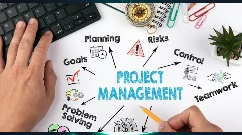 Planning
Risks
Goals
Control
PROJECT
MANAGEMENT
Teamwork
Problem
Solving